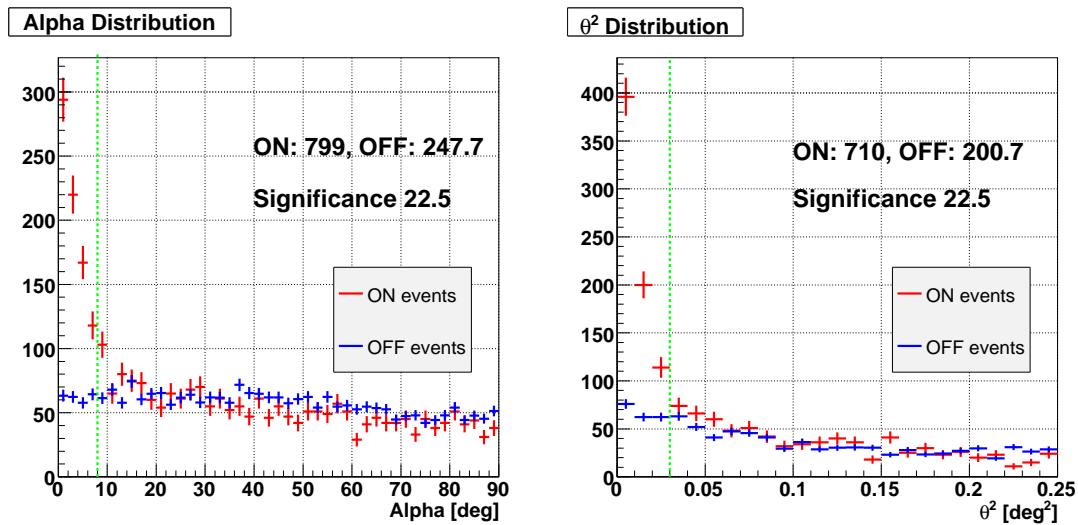 Alpha Distribution
300
250
200
150
100
50
0
ON: 799, OFF: 247.7
Significance 22.5
ON events
OFF events
0 10 20 30 40 50 60 70 80 90
Alpha [deg]
θ² Distribution
400
350
300
250
200
150
100
50
0
ON: 710, OFF: 200.7
Significance 22.5
ON events
OFF events
0 0.05 0.1 0.15 0.2 0.25
θ² [deg²]